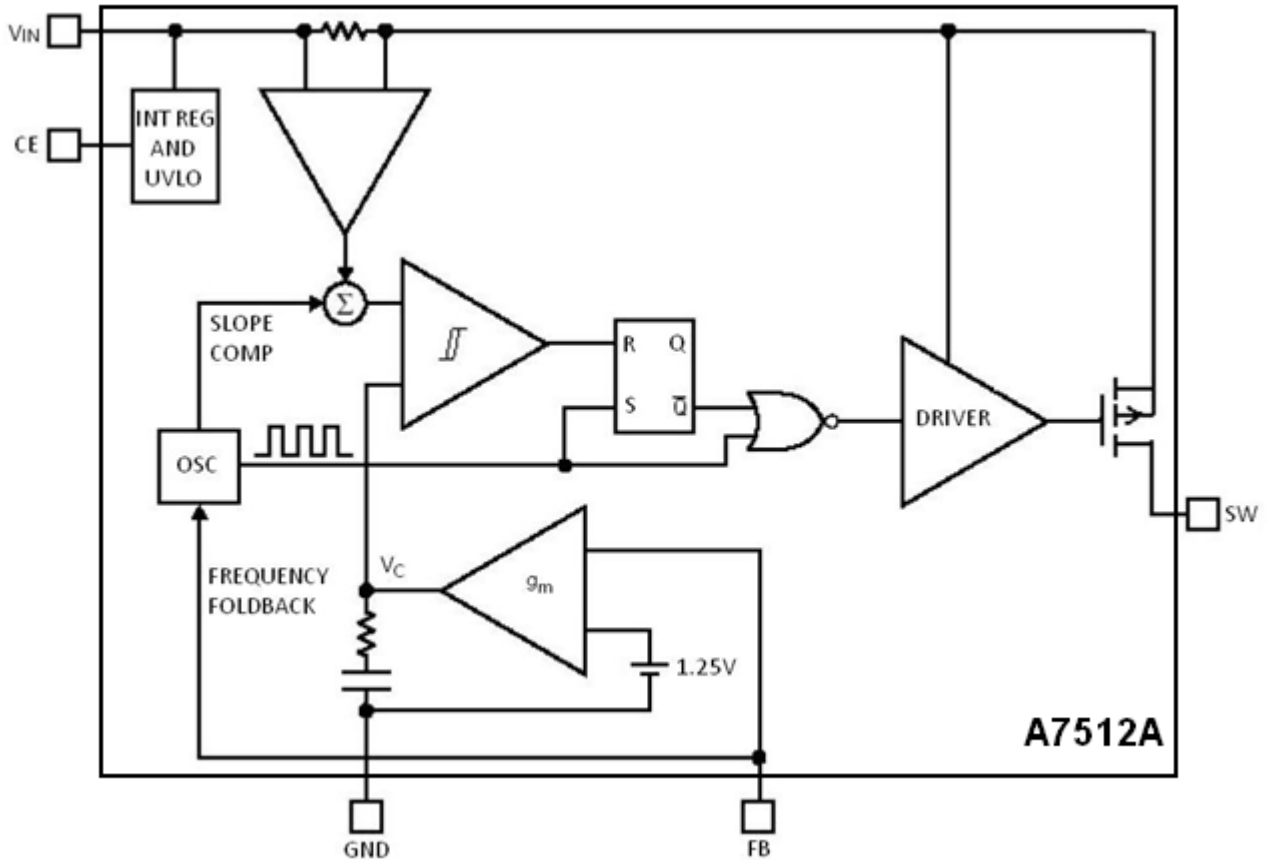 VIN
CE
INT REG
AND
UVLO
SLOPE
COMP
Σ
R Q
S Q̅
DRIVER
OSC
SW
FREQUENCY
FOLDBACK
VC
gm
1.25V
A7512A
GND
FB